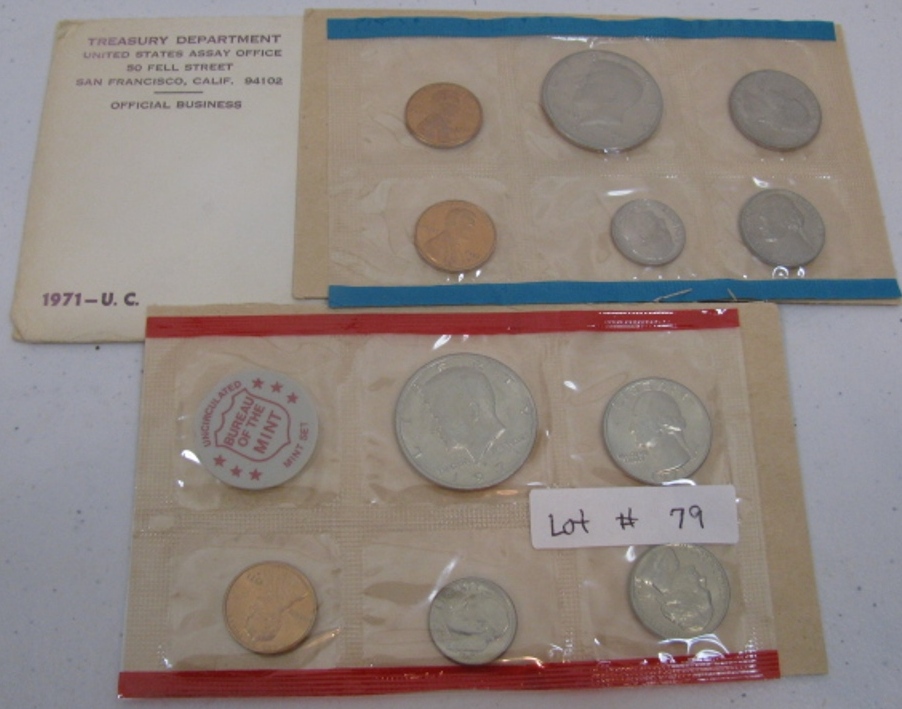 TREASURY DEPARTMENT
UNITED STATES ASSAY OFFICE
50 FELL STREET
SAN FRANCISCO, CALIF. 94102
OFFICIAL BUSINESS
1971-U. C.
UNCIRCULATED
BUREAU
OF THE
MINT
MINT SET
Lot # 79